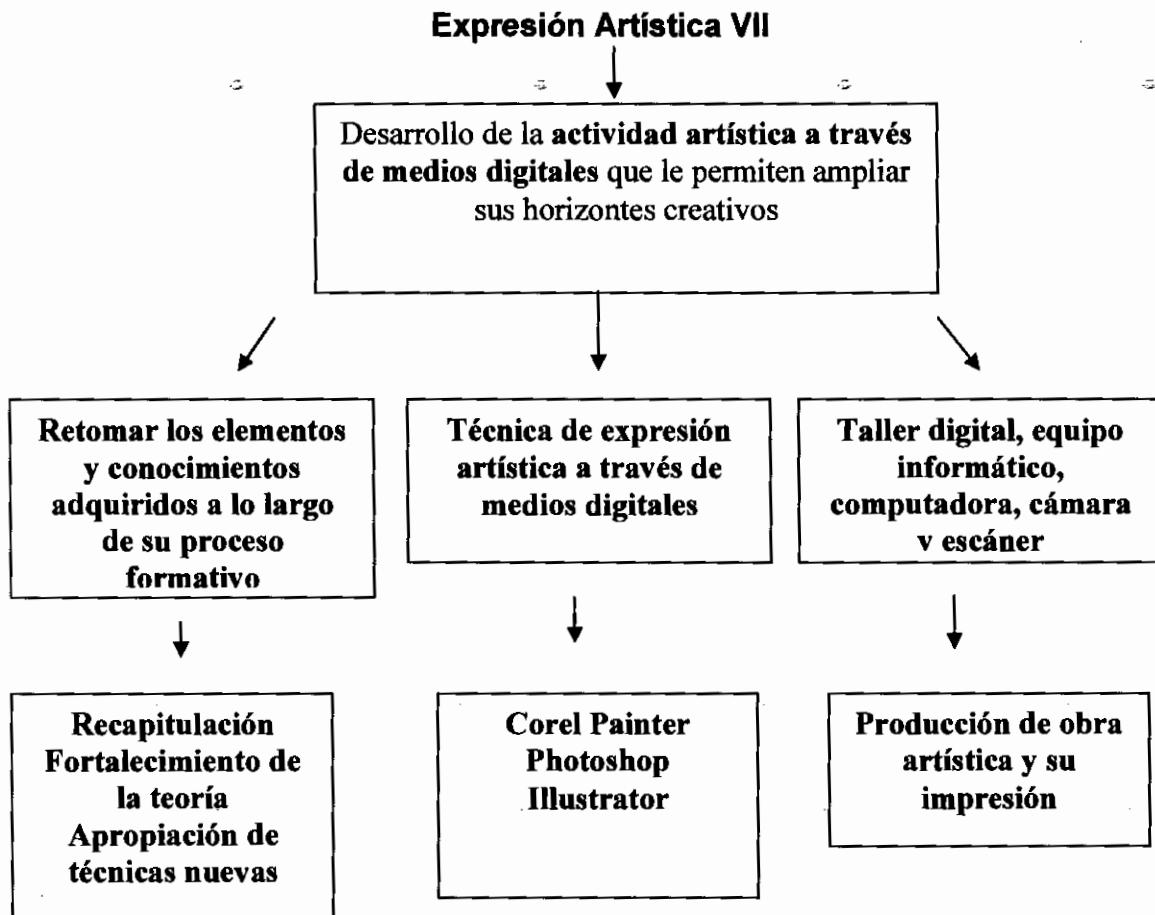 Expresión Artística VII
Desarrollo de la actividad artística a través
de medios digitales que le permiten ampliar
sus horizontes creativos
Retomar los elementos
y conocimientos
adquiridos a lo largo
de su proceso
formativo
Técnica de expresión
artística a través de
medios digitales
Taller digital, equipo
informático,
computadora, cámara
y escáner
Recapitulación
Fortalecimiento de
la teoría
Apropiación de
técnicas nuevas
Corel Painter
Photoshop
Illustrator
Producción de obra
artística y su
impresión